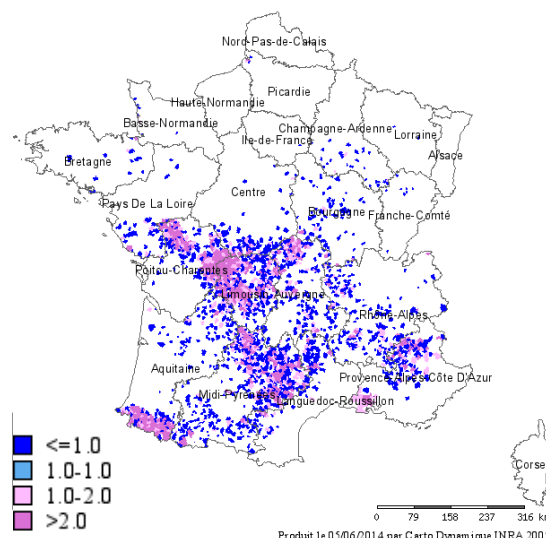 Nord-Pas-de-Calais
Picardie
Haute-Normandie
Basse-Normandie
Champagne-Ardenne
Ile-de-France
Lorraine
Alsace
Bretagne
Centre
Pays De La Loire
Bourgogne
Franche-Comté
Poitou-Charentes
Limousin
Auvergne
Rhône-Alpes
Aquitaine
Provence-Alpes-Côte D'Azur
Midi-Pyrénées
Languedoc-Roussillon
Corse
<=1.0
1.0-1.0
1.0-2.0
>2.0
0 79 158 237 316 km
Produit le 05/06/2014 par Carto Dynamique INRA